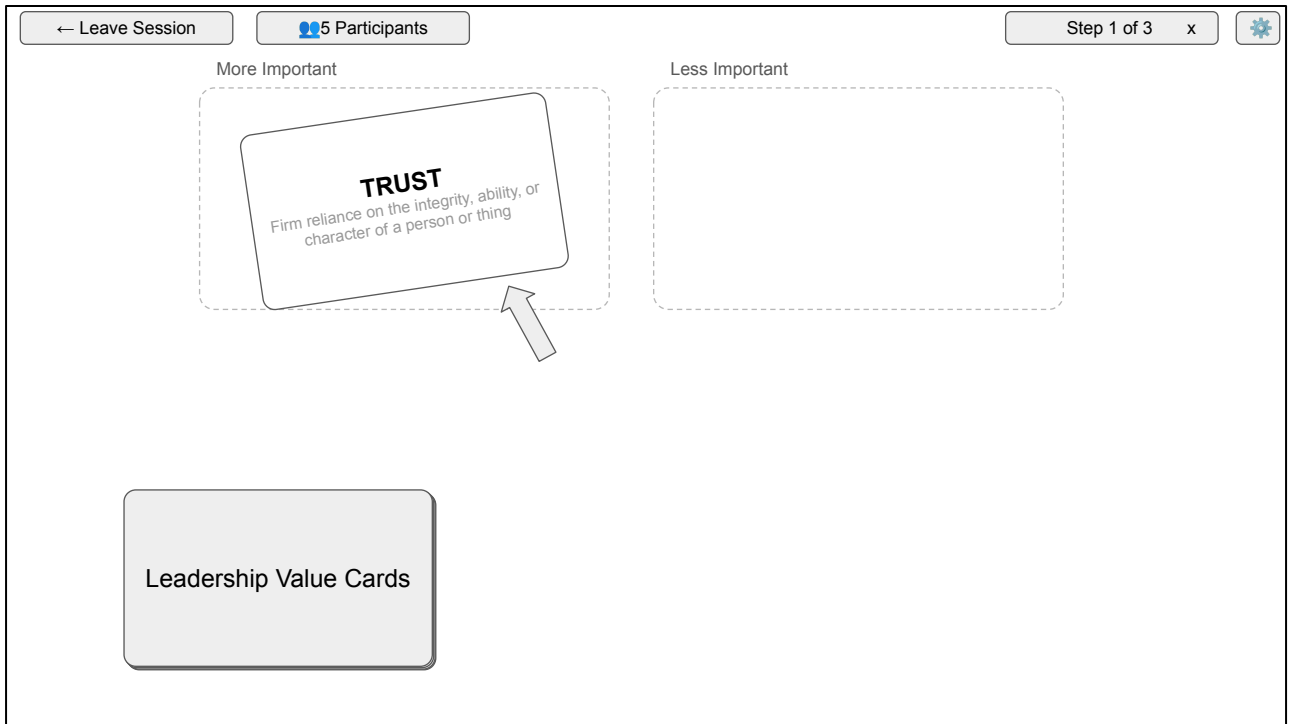 ← Leave Session
👥5 Participants
Step 1 of 3 x
More Important
Less Important
TRUST
Firm reliance on the integrity, ability, or
character of a person or thing
Leadership Value Cards